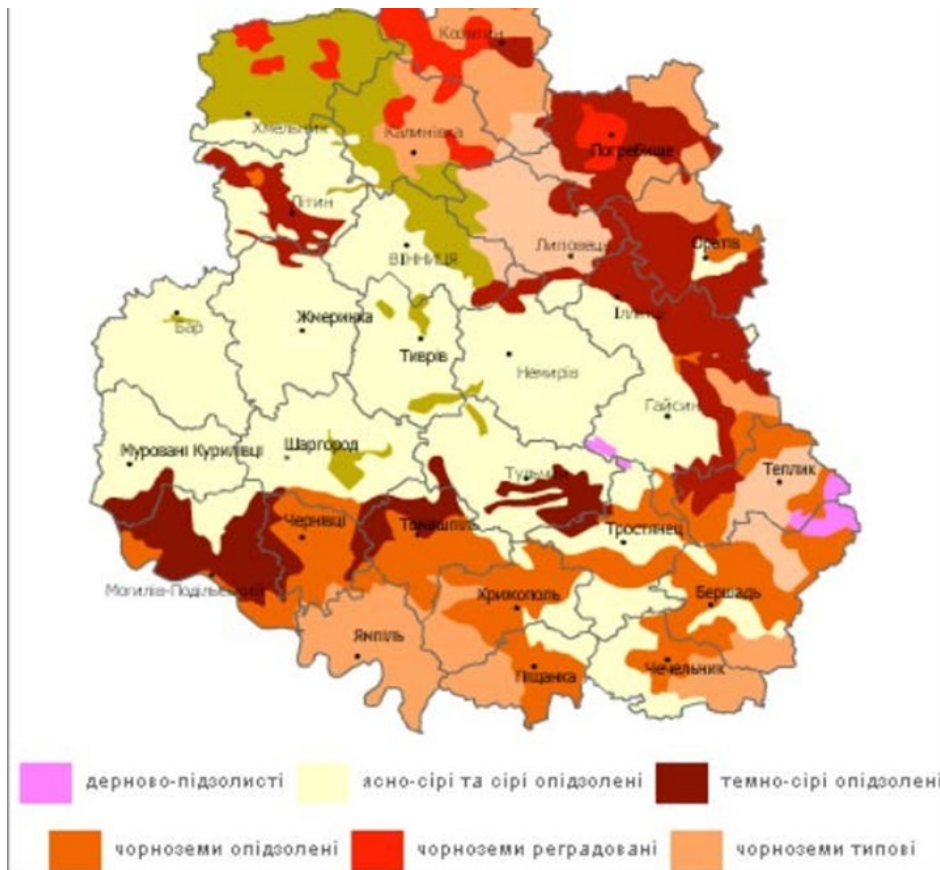 Козятин
Хмельник
Калинівка
Погребище
Літин
Липовець
Оратів
ВІННИЦЯ
Іллінці
Бар
Жмеринка
Тиврів
Немирів
Гайсин
Муровані Курилівці
Шаргород
Тульчин
Теплик
Чернівці
Томашпіль
Тростянец
Могилів-Подільський
Крижопіль
Бершадь
Ямпіль
Піщанка
Чечельник
дерново-підзолисті
ясно-сірі та сірі опідзолені
темно-сірі опідзолені
чорноземи опідзолені
чорноземи реградовані
чорноземи типові